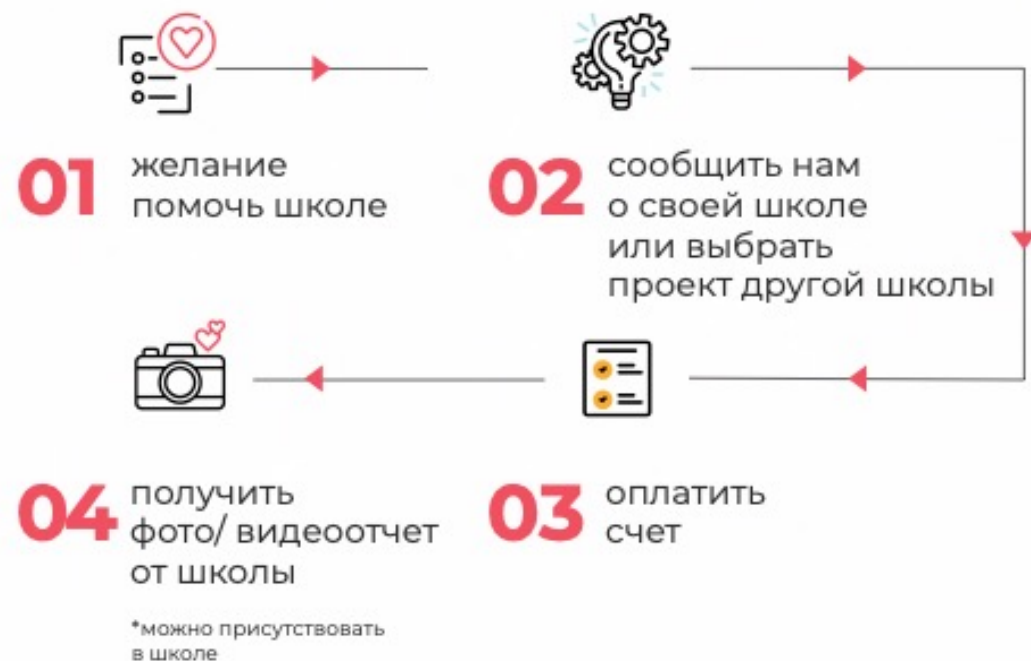 01
желание
помочь школе
02
сообщить нам
о своей школе
или выбрать
проект другой школы
03
оплатить
счет
04
получить
фото/ видеоотчет
от школы
*можно присутствовать
в школе